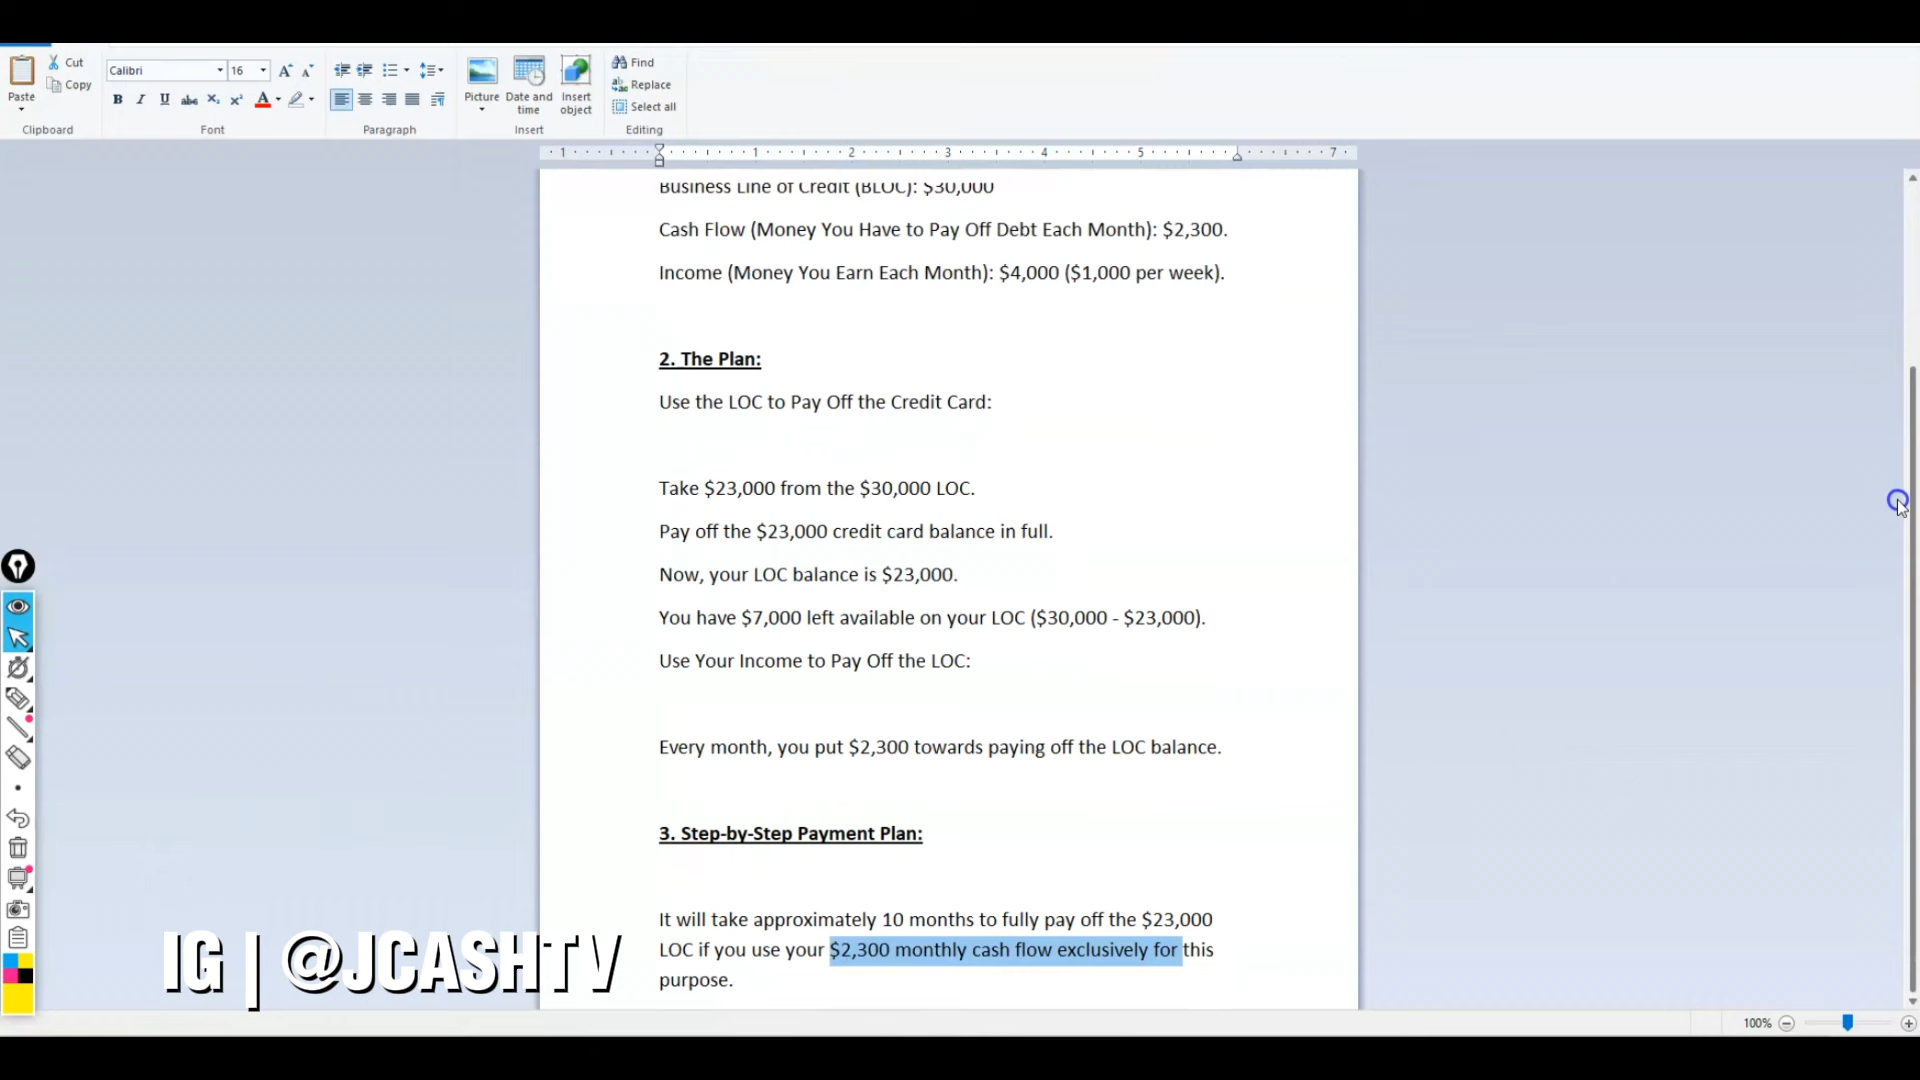 Cut
Calibri
16
Find
Copy
Replace
Paste
Picture
Date and
time
Insert
object
Select all
Clipboard
Font
Paragraph
Insert
Editing
1 1 2 3 4 5 7
Business Line of Credit (BLOC): $30,000
Cash Flow (Money You Have to Pay Off Debt Each Month): $2,300.
Income (Money You Earn Each Month): $4,000 ($1,000 per week).
2. The Plan:
Use the LOC to Pay Off the Credit Card:
Take $23,000 from the $30,000 LOC.
Pay off the $23,000 credit card balance in full.
Now, your LOC balance is $23,000.
You have $7,000 left available on your LOC ($30,000 - $23,000).
Use Your Income to Pay Off the LOC:
Every month, you put $2,300 towards paying off the LOC balance.
3. Step-by-Step Payment Plan:
It will take approximately 10 months to fully pay off the $23,000
LOC if you use your $2,300 monthly cash flow exclusively for this
purpose.
IG | @JCASHTV
100%